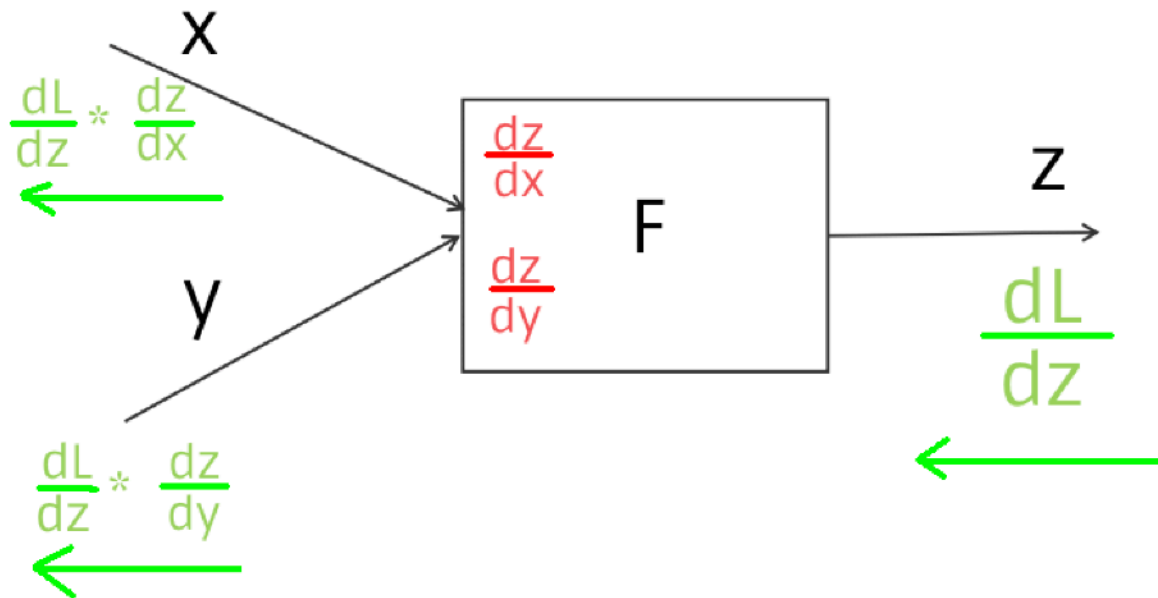 x
dL/dz * dz/dx
dz/dx
F
z
dz/dy
y
dL/dz
dL/dz * dz/dy